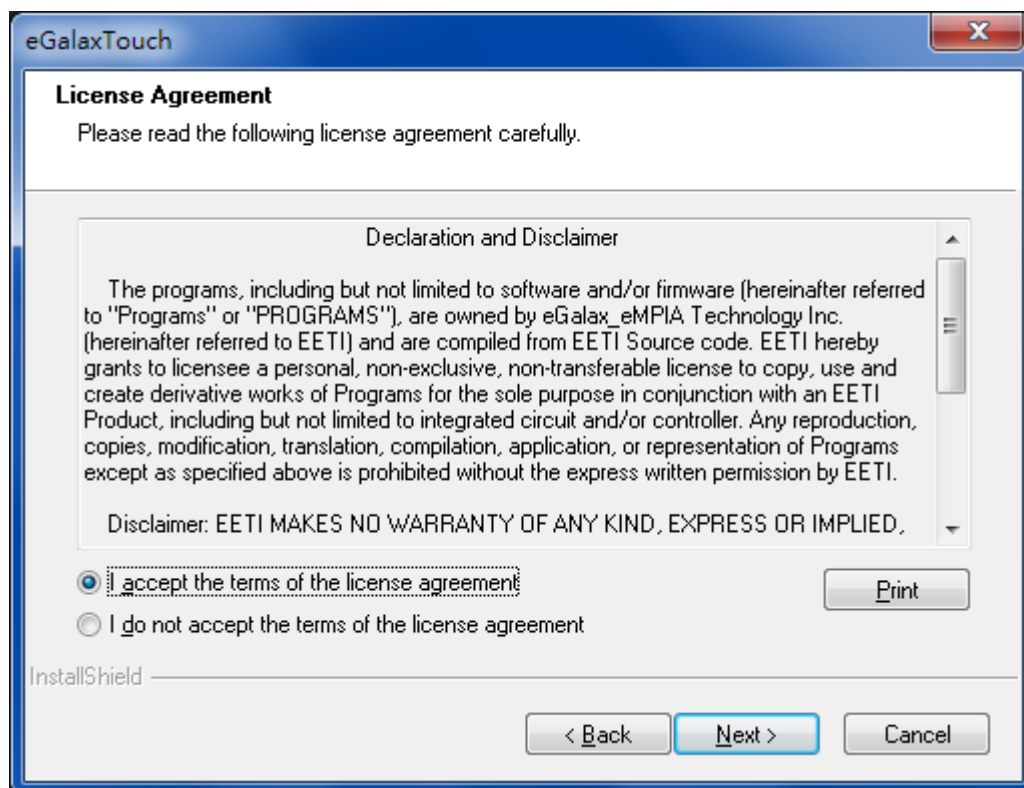 eGalaxTouch
License Agreement
Please read the following license agreement carefully.
Declaration and Disclaimer
The programs, including but not limited to software and/or firmware (hereinafter referred
to "Programs" or "PROGRAMS"), are owned by eGalax_eMPIA Technology Inc.
(hereinafter referred to EETI) and are compiled from EETI Source code. EETI hereby
grants to licensee a personal, non-exclusive, non-transferable license to copy, use and
create derivative works of Programs for the sole purpose in conjunction with an EETI
Product, including but not limited to integrated circuit and/or controller. Any reproduction,
copies, modification, translation, compilation, application, or representation of Programs
except as specified above is prohibited without the express written permission by EETI.
Disclaimer: EETI MAKES NO WARRANTY OF ANY KIND, EXPRESS OR IMPLIED,
I accept the terms of the license agreement
Print
I do not accept the terms of the license agreement
InstallShield
< Back
Next >
Cancel